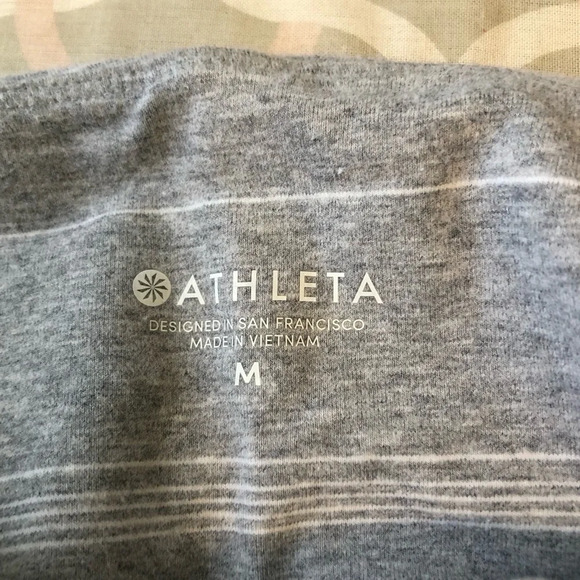 ATHLETA
DESIGNED IN SAN FRANCISCO
MADE IN VIETNAM
M